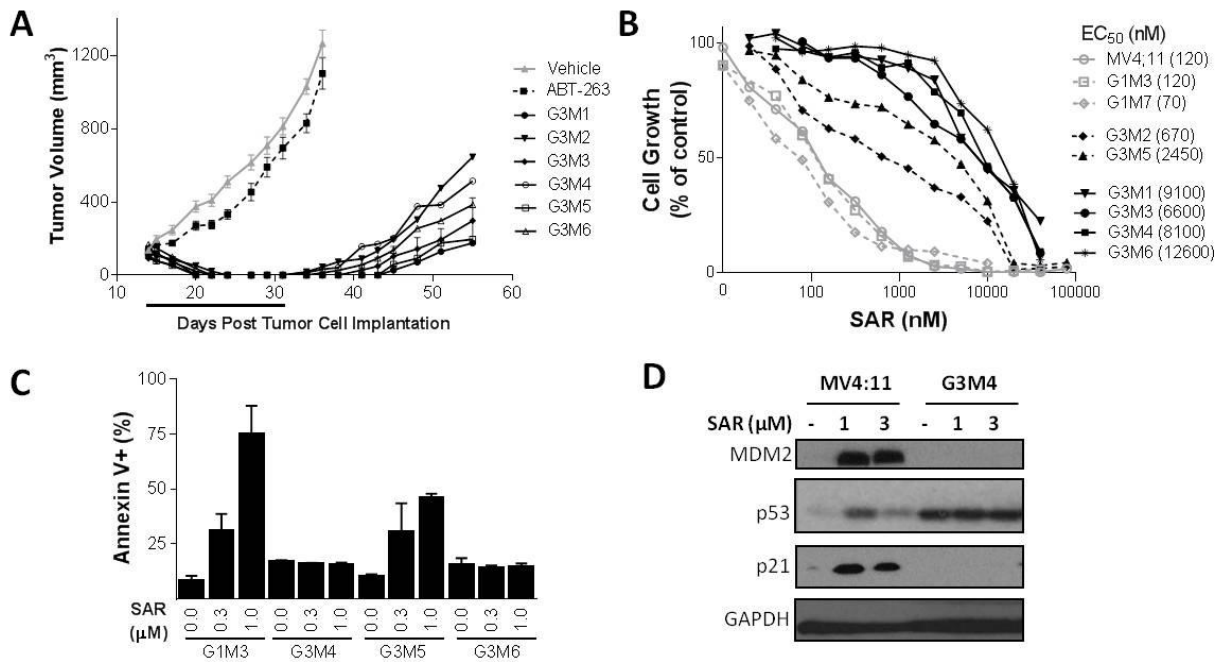 A
Tumor Volume (mm³)
1200
800
400
0
10 20 30 40 50 60
Days Post Tumor Cell Implantation
Vehicle
ABT-263
G3M1
G3M2
G3M3
G3M4
G3M5
G3M6
B
Cell Growth
(% of control)
100
50
0
0 100 1000 10000 100000
SAR (nM)
EC₅₀ (nM)
MV4;11 (120)
G1M3 (120)
G1M7 (70)
G3M2 (670)
G3M5 (2450)
G3M1 (9100)
G3M3 (6600)
G3M4 (8100)
G3M6 (12600)
C
Annexin V+ (%)
100
75
50
25
SAR
(μM)
0.0 0.3 1.0 0.0 0.3 1.0 0.0 0.3 1.0 0.0 0.3 1.0
G1M3 G3M4 G3M5 G3M6
D
MV4:11 G3M4
SAR (μM) - 1 3 - 1 3
MDM2
p53
p21
GAPDH